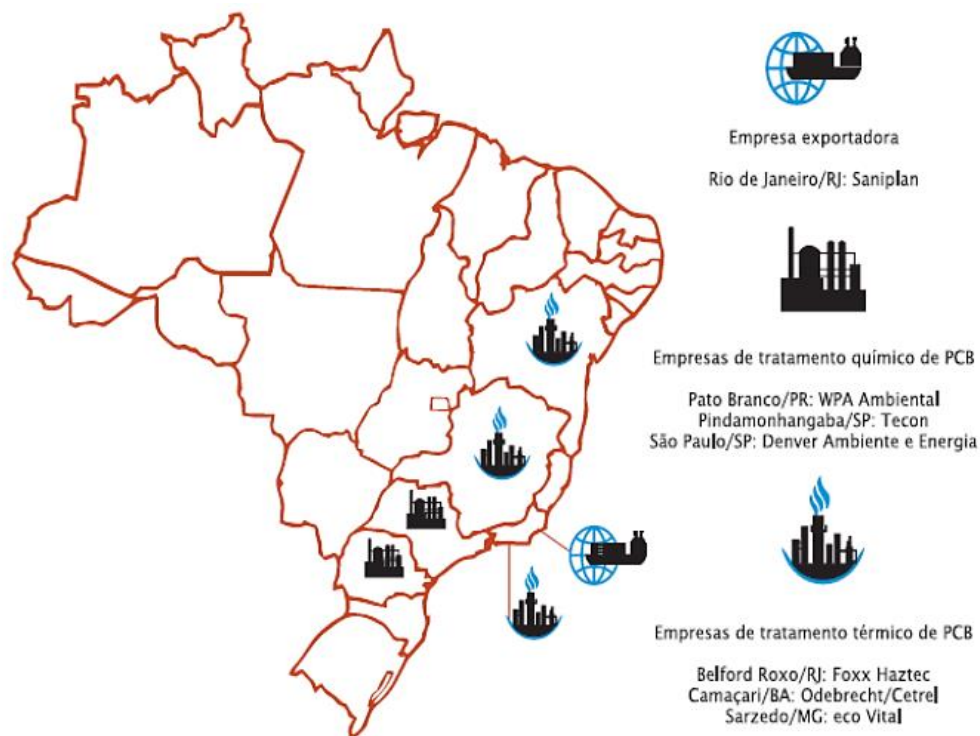 Empresa exportadora
Rio de Janeiro/RJ: Saniplan
Empresas de tratamento químico de PCB
Pato Branco/PR: WPA Ambiental
Pindamonhangaba/SP: Tecon
São Paulo/SP: Denver Ambiente e Energia
Empresas de tratamento térmico de PCB
Belford Roxo/RJ: Foxx Haztec
Camaçari/BA: Odebrecht/Cetrel
Sarzedo/MG: eco Vital